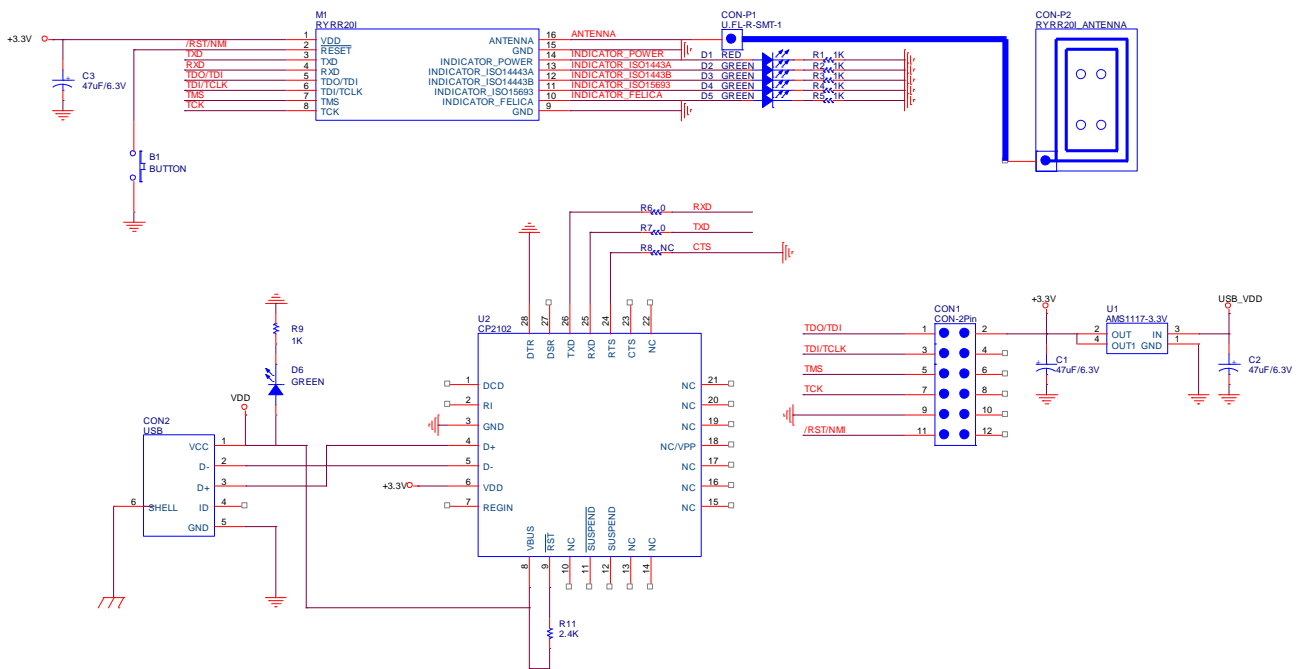 M1
RYRR20I
CON-P1
U.FL-R-SMT-1
CON-P2
RYRR20I_ANTENNA
+3.3V
1 VDD ANTENNA 16 ANTENNA
/RST/NMI 2 RESET GND 15
TXD 3 TXD INDICATOR_POWER 14 INDICATOR_POWER D1 RED R1 1K
RXD 4 RXD INDICATOR_ISO14443A 13 INDICATOR_ISO1443A D2 GREEN R2 1K
TDO/TDI 5 TDO/TDI INDICATOR_ISO14443B 12 INDICATOR_ISO1443B D3 GREEN R3 1K
TDI/TCLK 6 TDI/TCLK INDICATOR_ISO15693 11 INDICATOR_ISO15693 D4 GREEN R4 1K
TMS 7 TMS INDICATOR_FELICA 10 INDICATOR_FELICA D5 GREEN R5 1K
TCK 8 TCK GND 9
C3
47uF/6.3V
B1
BUTTON
R6 0 RXD
R7 0 TXD
R8 NC CTS
U2
CP2102
28 27 26 25 24 23 22
DTR DSR TXD RXD RTS CTS NC
R9
1K
D6
GREEN
VDD
CON2
USB
VCC 1
D- 2
D+ 3
ID 4
GND 5
6 SHELL
1 DCD NC 21
2 RI NC 20
3 GND NC 19
4 D+ NC/VPP 18
5 D- NC 17
+3.3V 6 VDD NC 16
7 REGIN NC 15
VBUS RST NC SUSPEND SUSPEND NC NC
8 9 10 11 12 13 14
R11
2.4K
CON1
CON-2Pin
TDO/TDI 1 2
TDI/TCLK 3 4
TMS 5 6
TCK 7 8
9 10
/RST/NMI 11 12
+3.3V
U1
AMS1117-3.3V
USB_VDD
2 OUT IN 3
4 OUT1 GND 1
C1
47uF/6.3V
C2
47uF/6.3V